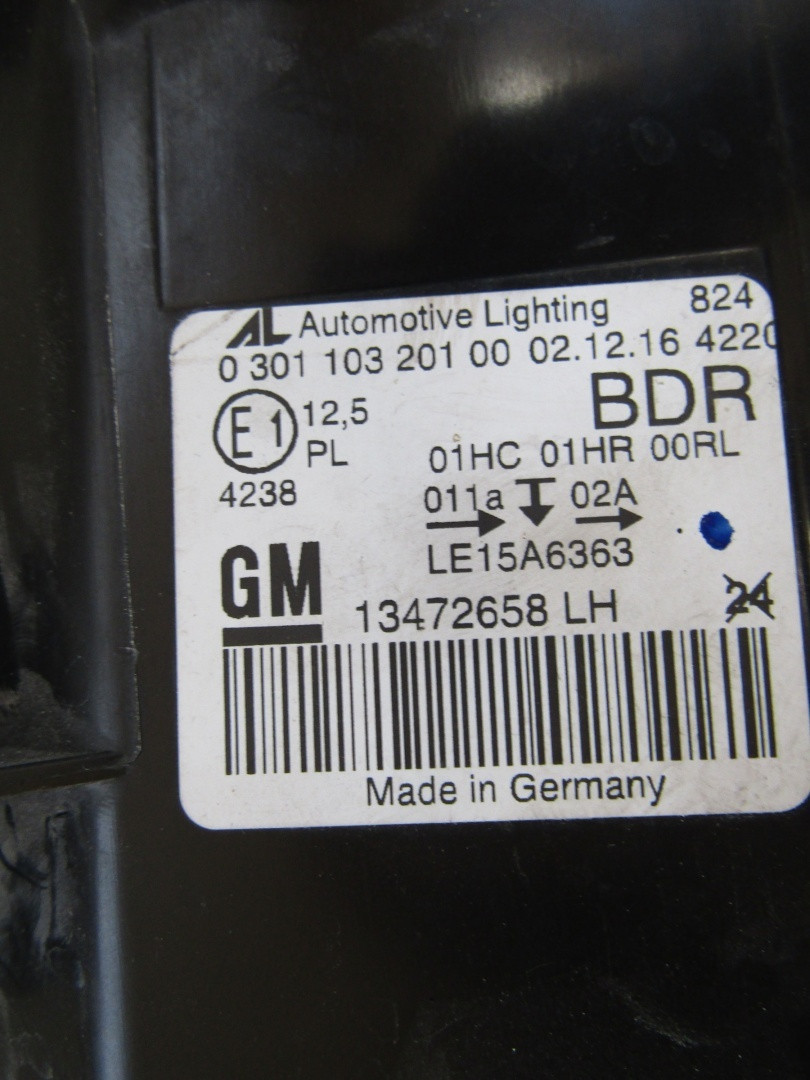 AL Automotive Lighting 824
0 301 103 201 00 02.12.16 4220
E1 12,5 BDR
PL 01HC 01HR 00RL
4238 011a 02A
LE15A6363
GM 13472658 LH 24
Made in Germany